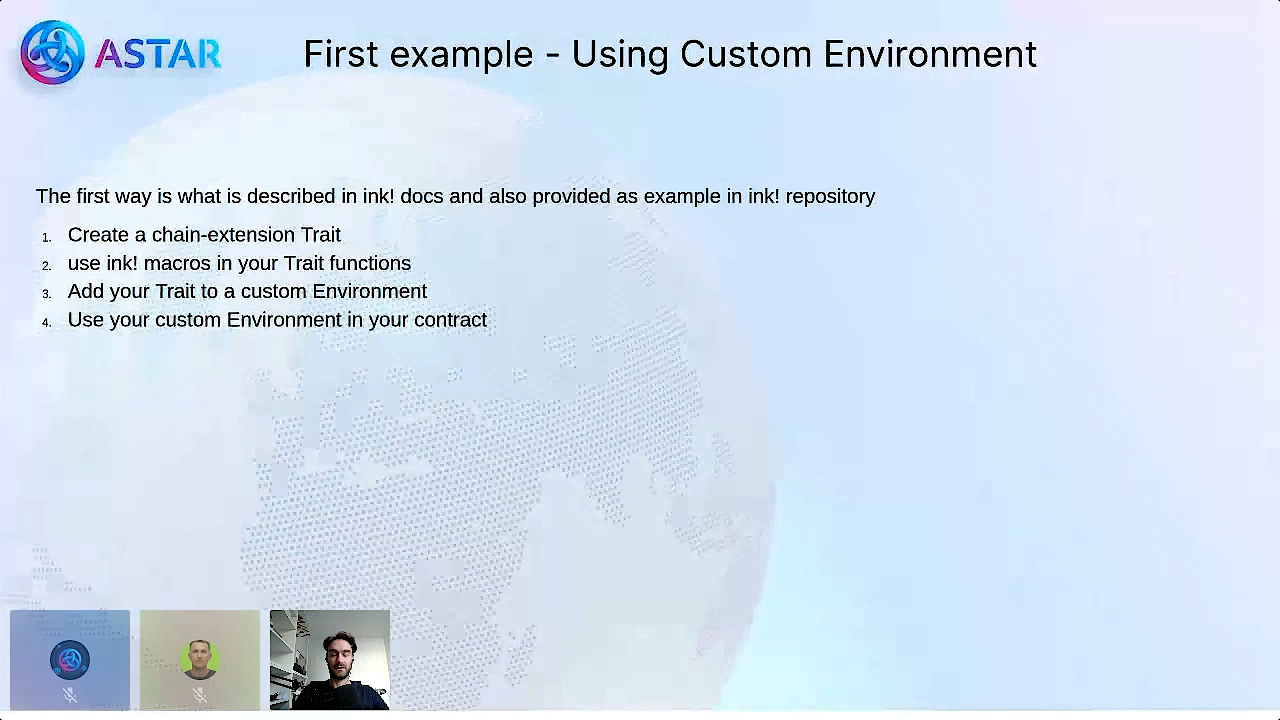 ASTAR
First example - Using Custom Environment
The first way is what is described in ink! docs and also provided as example in ink! repository
1. Create a chain-extension Trait
2. use ink! macros in your Trait functions
3. Add your Trait to a custom Environment
4. Use your custom Environment in your contract